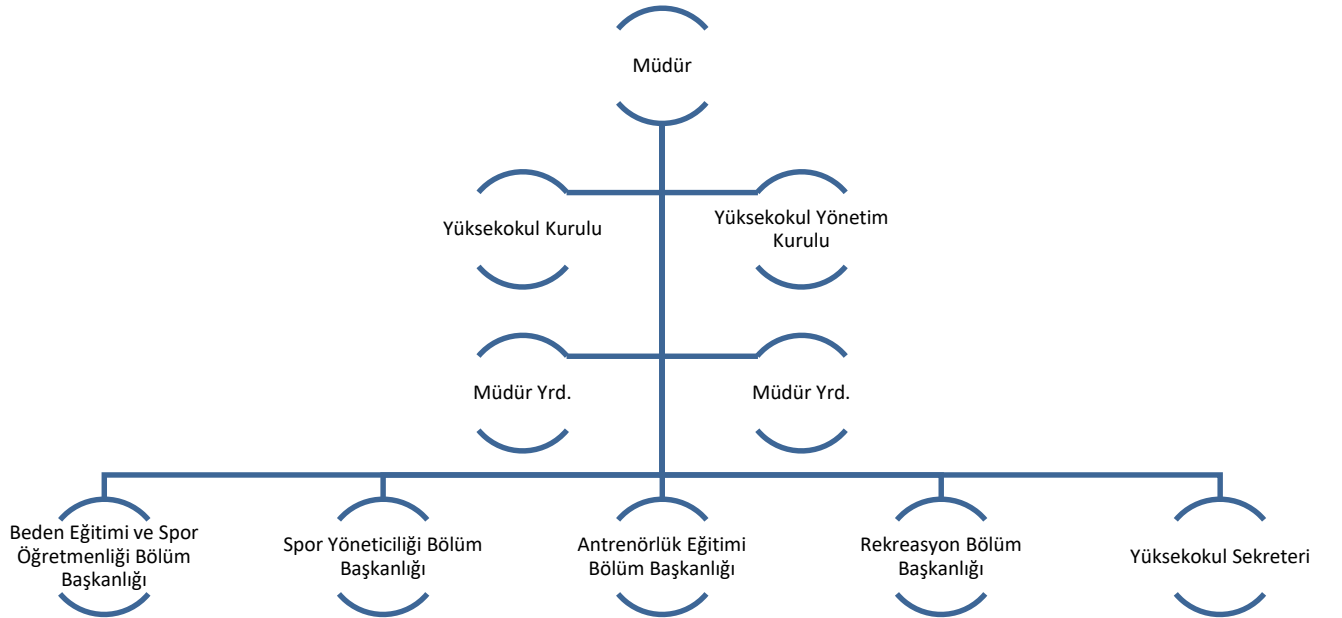 Müdür
Yüksekokul Kurulu
Yüksekokul Yönetim
Kurulu
Müdür Yrd.
Müdür Yrd.
Beden Eğitimi ve Spor
Öğretmenliği Bölüm
Başkanlığı
Spor Yöneticiliği Bölüm
Başkanlığı
Antrenörlük Eğitimi
Bölüm Başkanlığı
Rekreasyon Bölüm
Başkanlığı
Yüksekokul Sekreteri